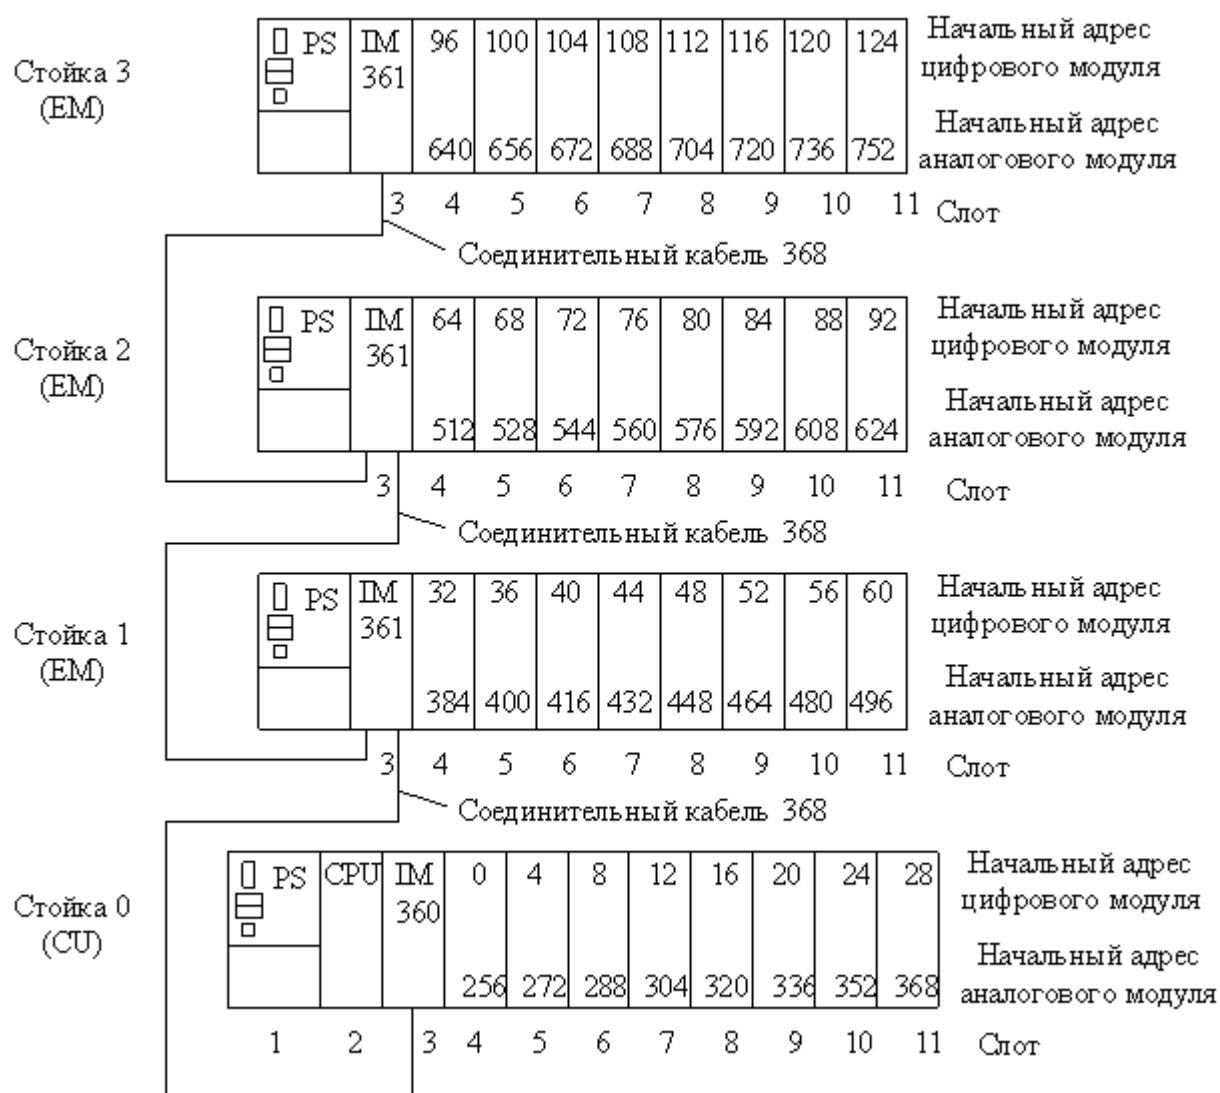 Стойка 3
(EM)
PS IM 361 96 100 104 108 112 116 120 124
640 656 672 688 704 720 736 752
Начальный адрес
цифрового модуля
Начальный адрес
аналогового модуля
3 4 5 6 7 8 9 10 11 Слот
Соединительный кабель 368
Стойка 2
(EM)
PS IM 361 64 68 72 76 80 84 88 92
512 528 544 560 576 592 608 624
Начальный адрес
цифрового модуля
Начальный адрес
аналогового модуля
3 4 5 6 7 8 9 10 11 Слот
Соединительный кабель 368
Стойка 1
(EM)
PS IM 361 32 36 40 44 48 52 56 60
384 400 416 432 448 464 480 496
Начальный адрес
цифрового модуля
Начальный адрес
аналогового модуля
3 4 5 6 7 8 9 10 11 Слот
Соединительный кабель 368
Стойка 0
(CU)
PS CPU IM 360 0 4 8 12 16 20 24 28
256 272 288 304 320 336 352 368
Начальный адрес
цифрового модуля
Начальный адрес
аналогового модуля
1 2 3 4 5 6 7 8 9 10 11 Слот